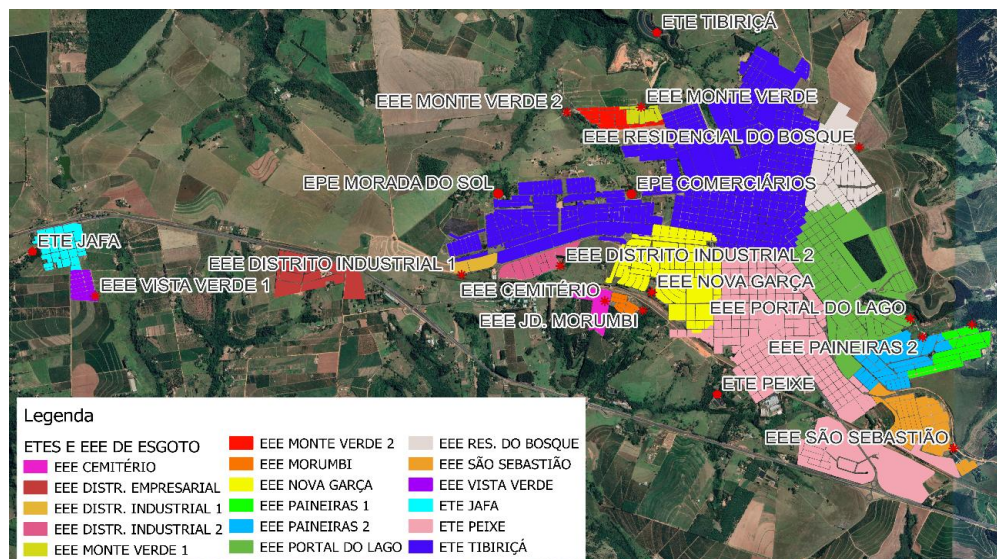 ETE TIBIRIÇÁ
EEE MONTE VERDE 2
EEE MONTE VERDE
EEE RESIDENCIAL DO BOSQUE
EPE MORADA DO SOL
EPE COMERCIÁRIOS
ETE JAFA
EEE DISTRITO INDUSTRIAL 1
EEE DISTRITO INDUSTRIAL 2
EEE VISTA VERDE 1
EEE CEMITÉRIO
EEE NOVA GARÇA
EEE JD. MORUMBI
EEE PORTAL DO LAGO
EEE PAINEIRAS 2
ETE PEIXE
EEE SÃO SEBASTIÃO
Legenda
ETES E EEE DE ESGOTO
EEE CEMITÉRIO
EEE DISTR. EMPRESARIAL
EEE DISTR. INDUSTRIAL 1
EEE DISTR. INDUSTRIAL 2
EEE MONTE VERDE 1
EEE MONTE VERDE 2
EEE MORUMBI
EEE NOVA GARÇA
EEE PAINEIRAS 1
EEE PAINEIRAS 2
EEE PORTAL DO LAGO
EEE RES. DO BOSQUE
EEE SÃO SEBASTIÃO
EEE VISTA VERDE
ETE JAFA
ETE PEIXE
ETE TIBIRIÇÁ